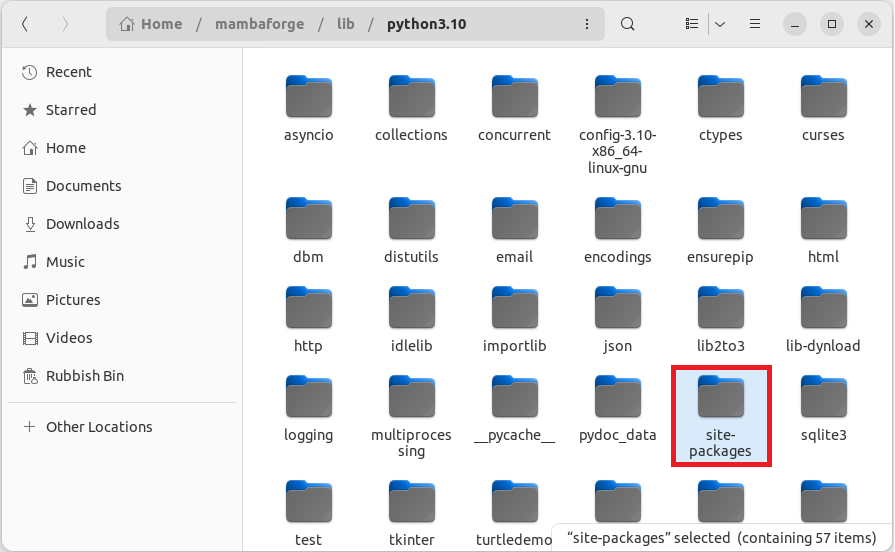 Home / mambaforge / lib / python3.10
Recent
Starred
Home
Documents
Downloads
Music
Pictures
Videos
Rubbish Bin
Other Locations
asyncio
collections
concurrent
config-3.10-
x86_64-
linux-gnu
ctypes
curses
dbm
distutils
email
encodings
ensurepip
html
http
idlelib
importlib
json
lib2to3
lib-dynload
logging
multiproces
sing
__pycache__
pydoc_data
site-
packages
sqlite3
test
tkinter
turtledemo
“site-packages” selected (containing 57 items)